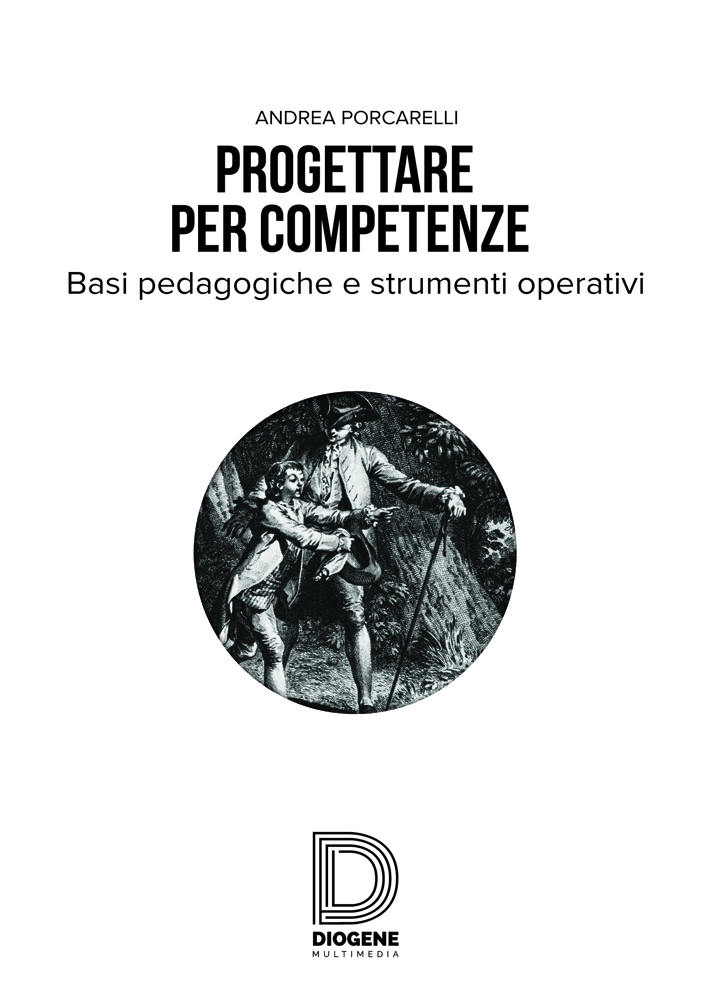 ANDREA PORCARELLI
PROGETTARE
PER COMPETENZE
Basi pedagogiche e strumenti operativi
DIOGENE
MULTIMEDIA